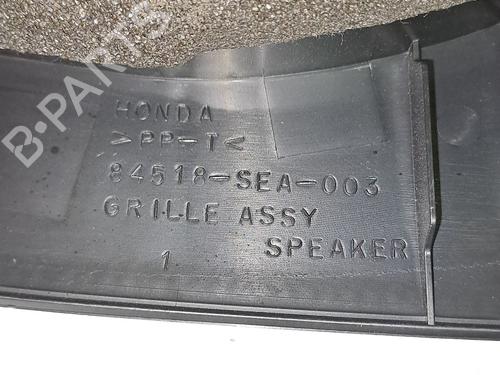 HONDA
>PP-T<
84518-SEA-003
GRILLE ASSY
SPEAKER
1
B-PARTS